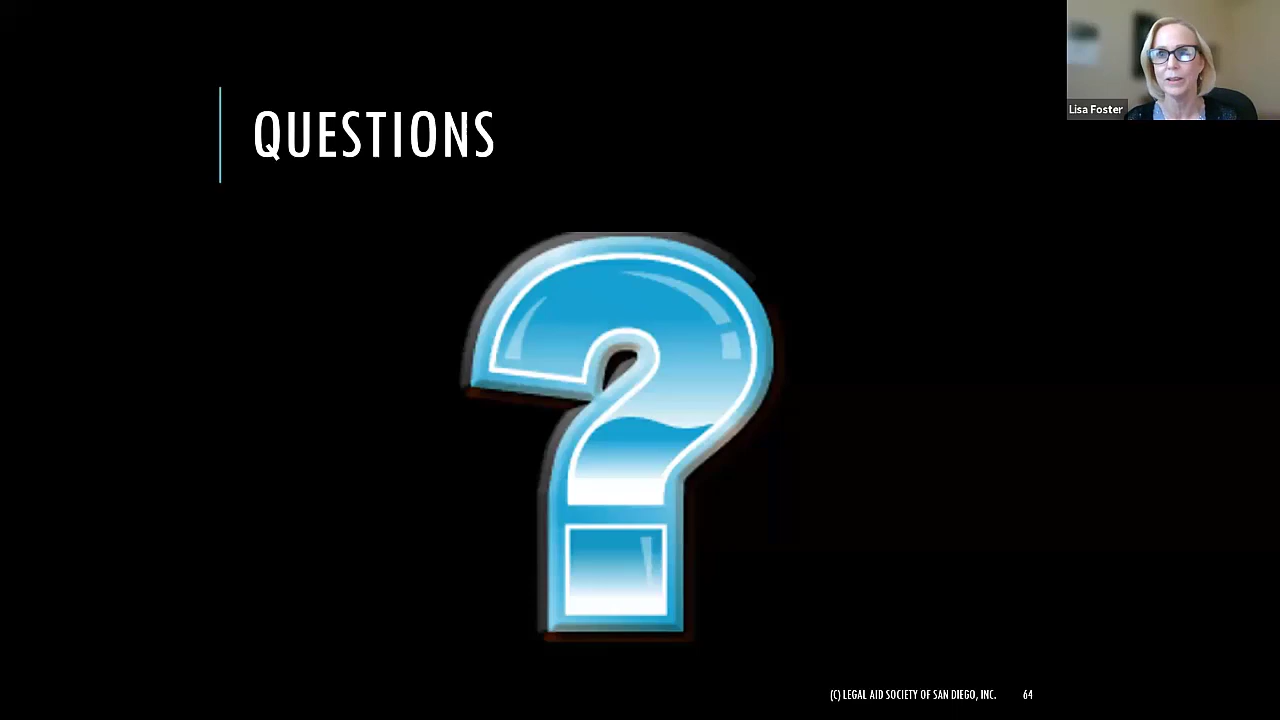 Lisa Foster
QUESTIONS
(C) LEGAL AID SOCIETY OF SAN DIEGO, INC. 64